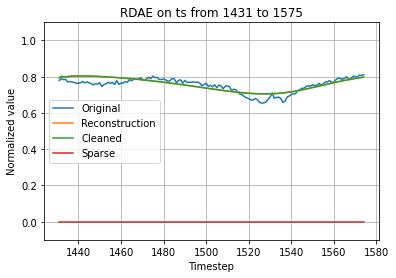 RDAE on ts from 1431 to 1575
1.0
0.8
0.6
0.4
0.2
0.0
Normalized value
Original
Reconstruction
Cleaned
Sparse
1440 1460 1480 1500 1520 1540 1560 1580
Timestep